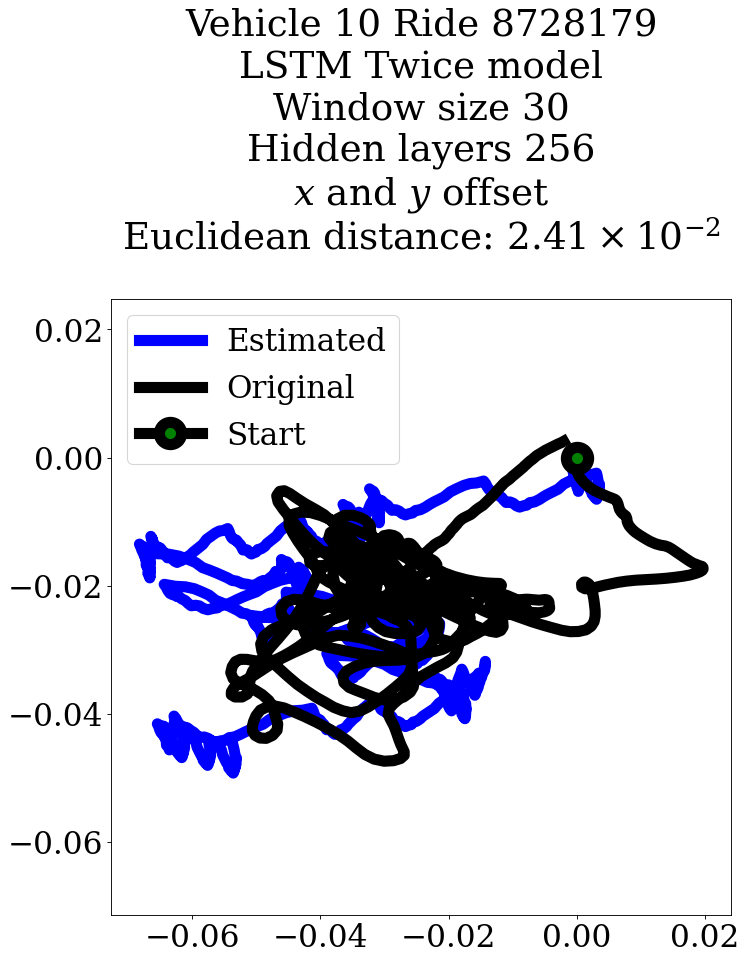 Vehicle 10 Ride 8728179
LSTM Twice model
Window size 30
Hidden layers 256
x and y offset
Euclidean distance: 2.41 × 10⁻²
Estimated
Original
Start
0.02
0.00
−0.02
−0.04
−0.06
−0.06 −0.04 −0.02 0.00 0.02